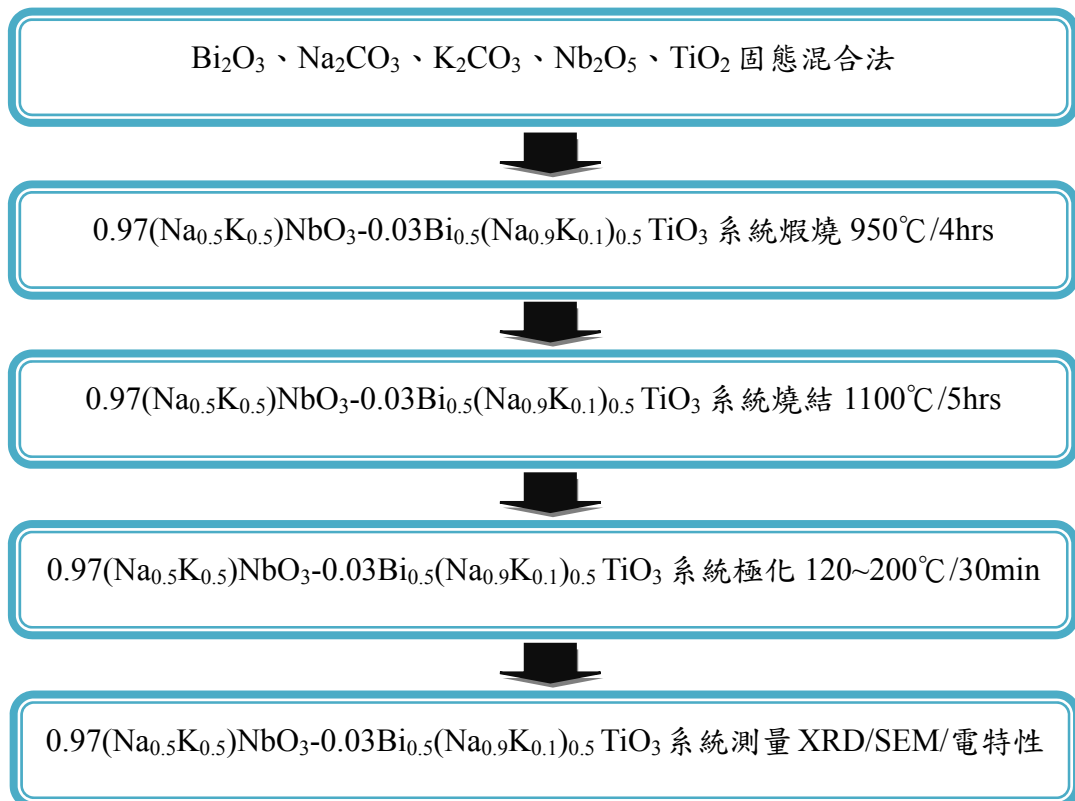 Bi₂O₃、Na₂CO₃、K₂CO₃、Nb₂O₅、TiO₂ 固態混合法
0.97(Na₀.₅K₀.₅)NbO₃-0.03Bi₀.₅(Na₀.₉K₀.₁)₀.₅ TiO₃ 系統煆燒 950℃/4hrs
0.97(Na₀.₅K₀.₅)NbO₃-0.03Bi₀.₅(Na₀.₉K₀.₁)₀.₅ TiO₃ 系統燒結 1100℃/5hrs
0.97(Na₀.₅K₀.₅)NbO₃-0.03Bi₀.₅(Na₀.₉K₀.₁)₀.₅ TiO₃ 系統極化 120~200℃/30min
0.97(Na₀.₅K₀.₅)NbO₃-0.03Bi₀.₅(Na₀.₉K₀.₁)₀.₅ TiO₃ 系統測量 XRD/SEM/電特性